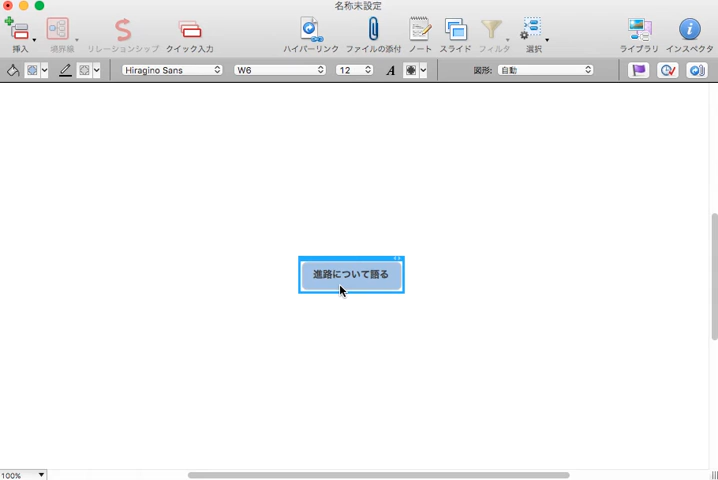 名称未設定
挿入 境界線 リレーションシップ クイック入力 ハイパーリンク ファイルの添付 ノート スライド フィルタ 選択 ライブラリ インスペクタ
Hiragino Sans W6 12 A 図形: 自動
進路について語る
100%